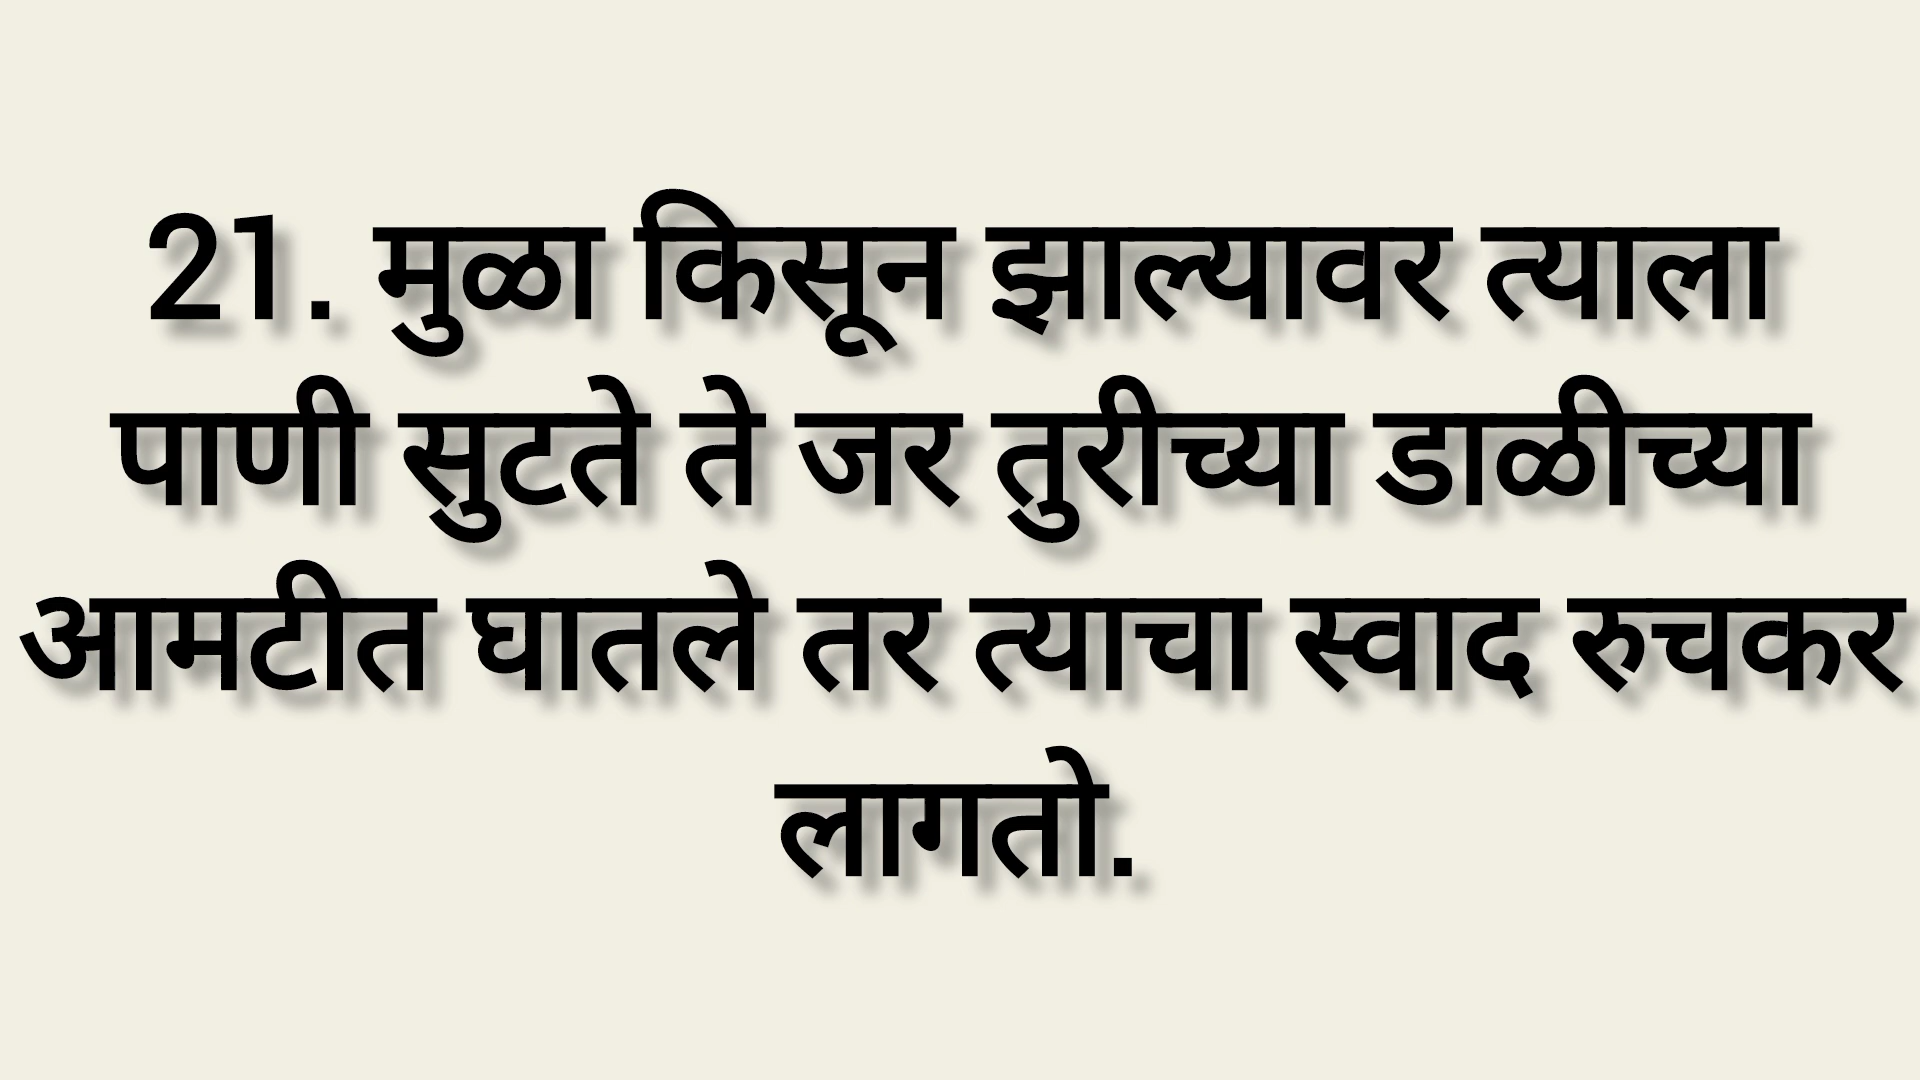 21. मुळा किसून झाल्यावर त्याला
पाणी सुटते ते जर तुरीच्या डाळीच्या
आमटीत घातले तर त्याचा स्वाद रुचकर
लागतो.